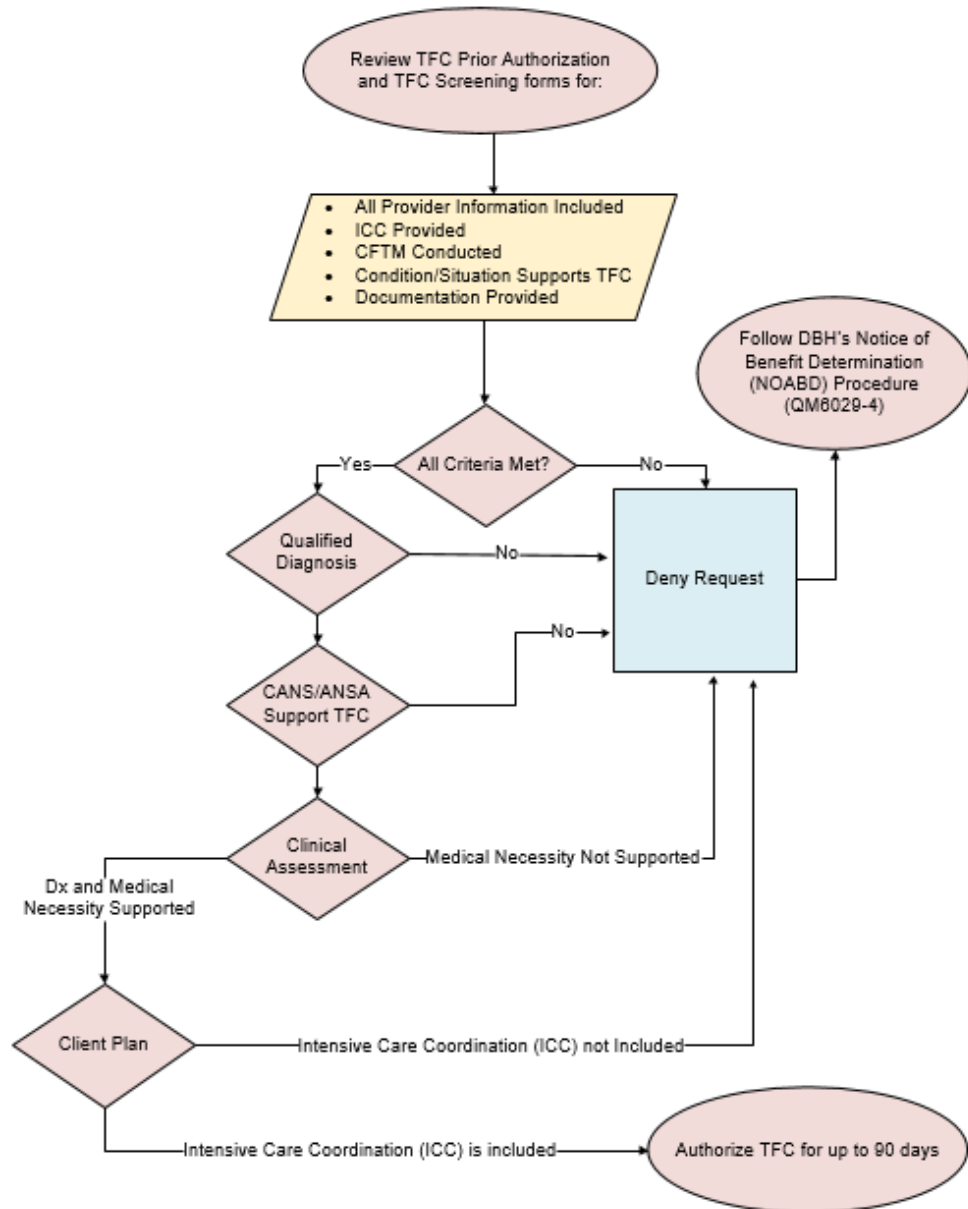 Review TFC Prior Authorization
and TFC Screening forms for:
• All Provider Information Included
• ICC Provided
• CFTM Conducted
• Condition/Situation Supports TFC
• Documentation Provided
Follow DBH's Notice of
Benefit Determination
(NOABD) Procedure
(QM6029-4)
Yes
All Criteria Met?
No
Qualified
Diagnosis
No
Deny Request
No
CANS/ANSA
Support TFC
Clinical
Assessment
Medical Necessity Not Supported
Dx and Medical
Necessity Supported
Client Plan
Intensive Care Coordination (ICC) not Included
Intensive Care Coordination (ICC) is included
Authorize TFC for up to 90 days